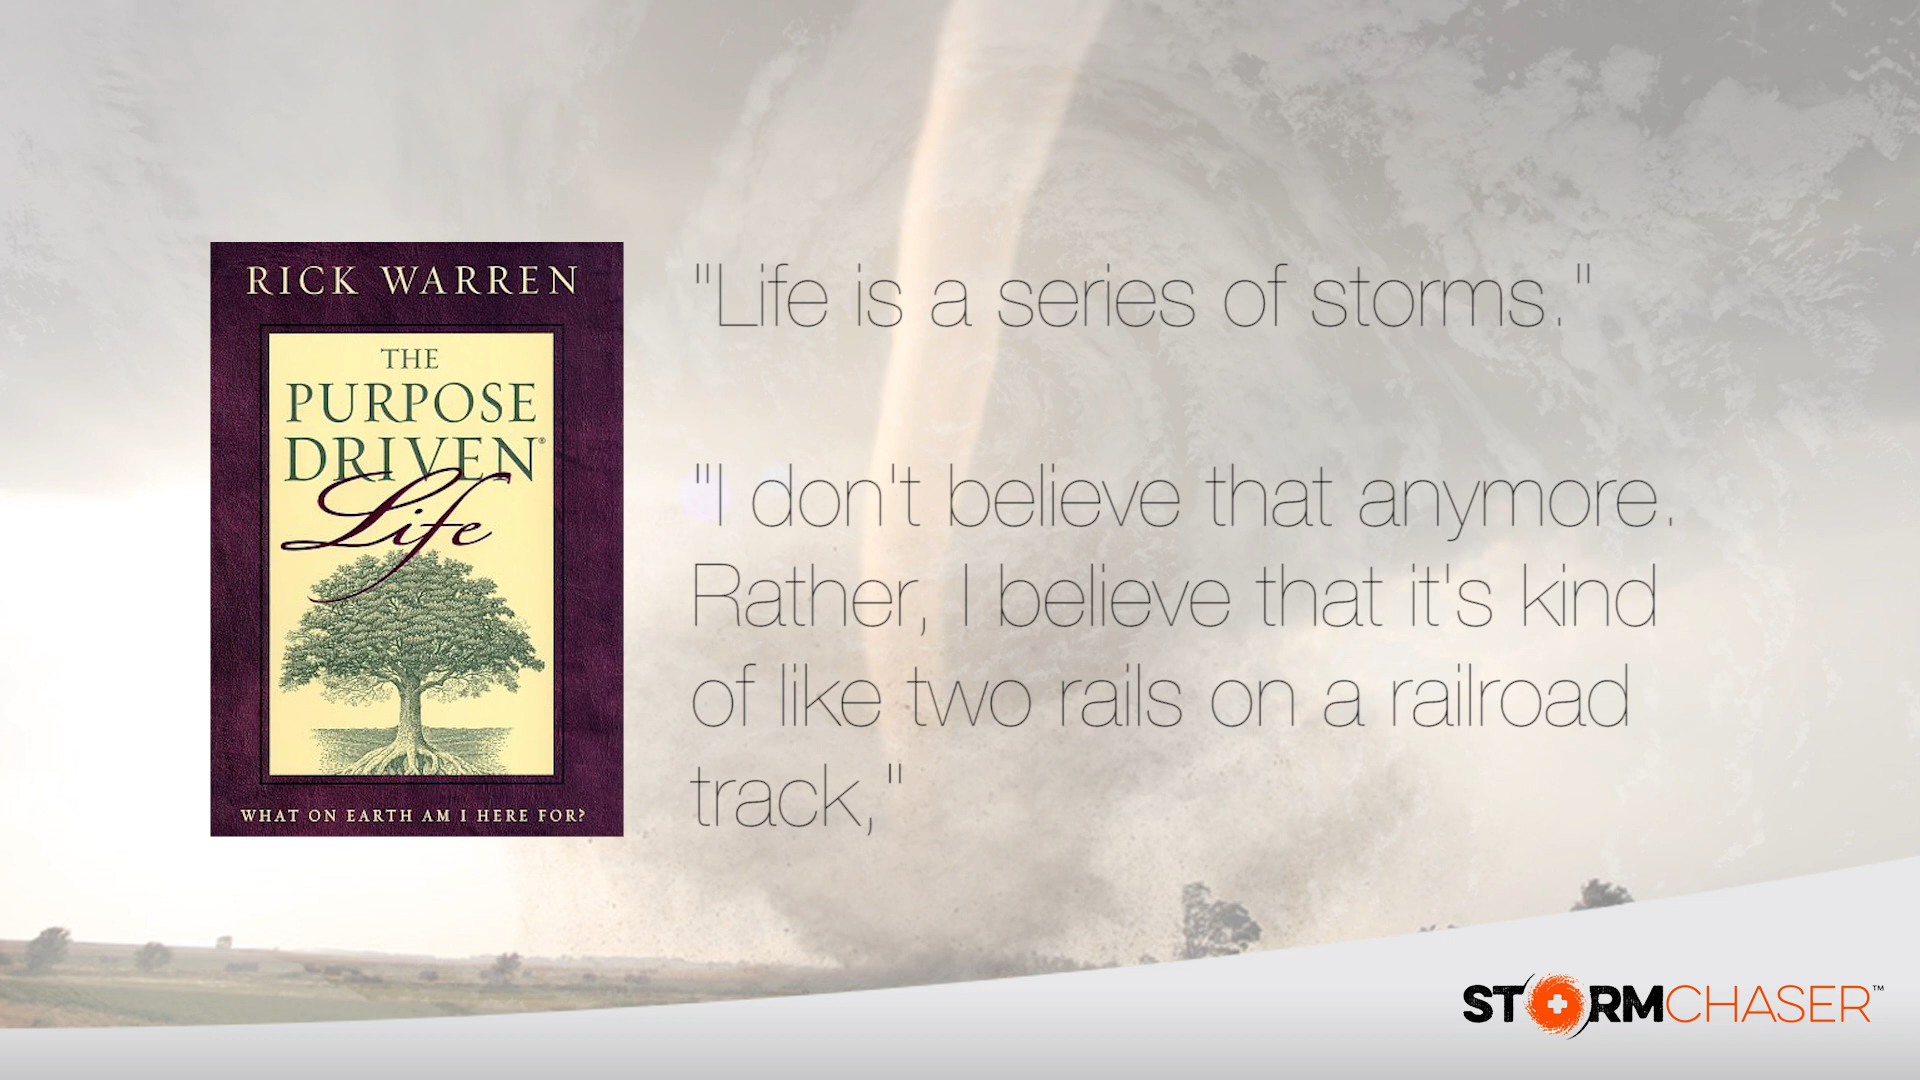 RICK WARREN
THE
PURPOSE
DRIVEN®
Life
WHAT ON EARTH AM I HERE FOR?
"Life is a series of storms."
"I don't believe that anymore.
Rather, I believe that it's kind
of like two rails on a railroad
track,"
STORMCHASER™